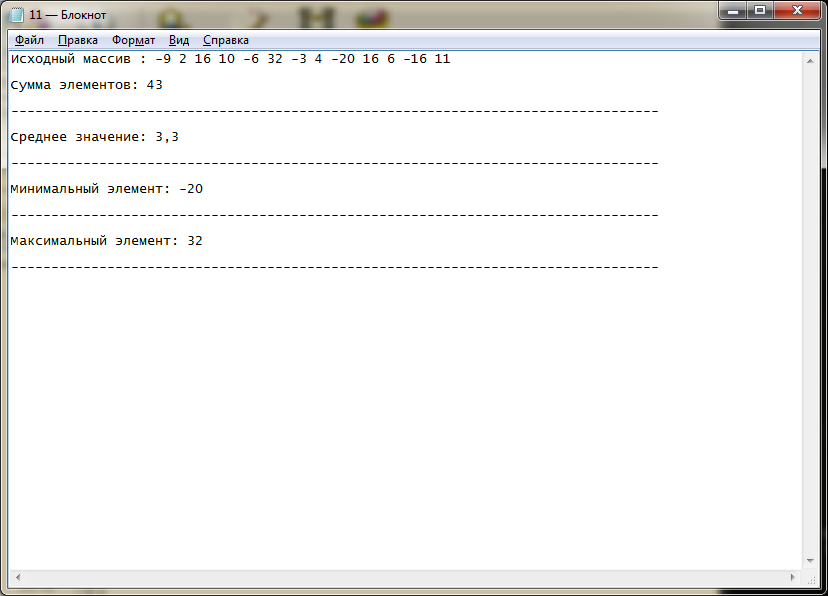 11 — Блокнот
Файл Правка Формат Вид Справка
Исходный массив : -9 2 16 10 -6 32 -3 4 -20 16 6 -16 11
Сумма элементов: 43
---------------------------------------------------------------------------------
Среднее значение: 3,3
---------------------------------------------------------------------------------
Минимальный элемент: -20
---------------------------------------------------------------------------------
Максимальный элемент: 32
---------------------------------------------------------------------------------